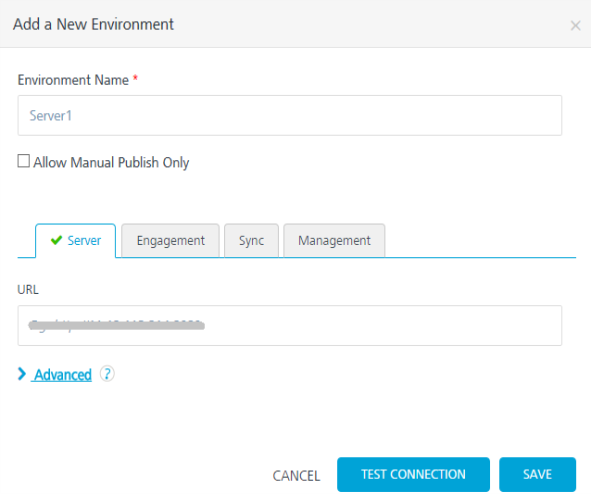 Add a New Environment
Environment Name *
Server1
Allow Manual Publish Only
Server Engagement Sync Management
URL
Advanced ?
CANCEL TEST CONNECTION SAVE